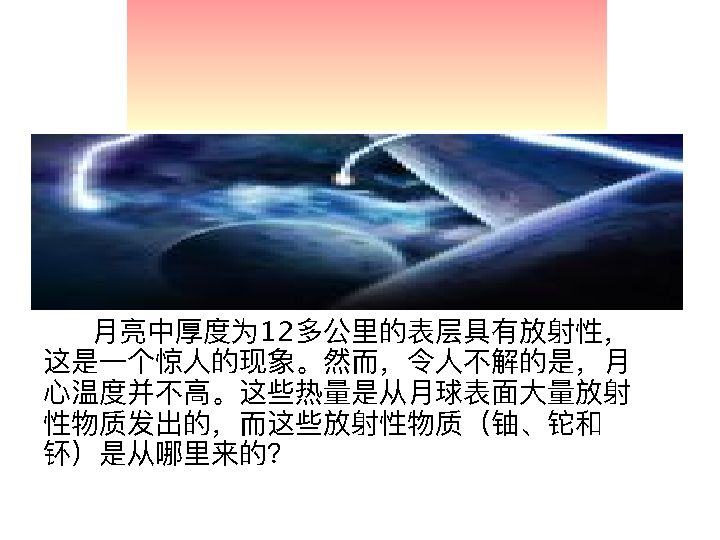 月亮中厚度为12多公里的表层具有放射性,
这是一个惊人的现象。然而，令人不解的是，月
心温度并不高。这些热量是从月球表面大量放射
性物质发出的，而这些放射性物质（铀、铊和
钚）是从哪里来的?